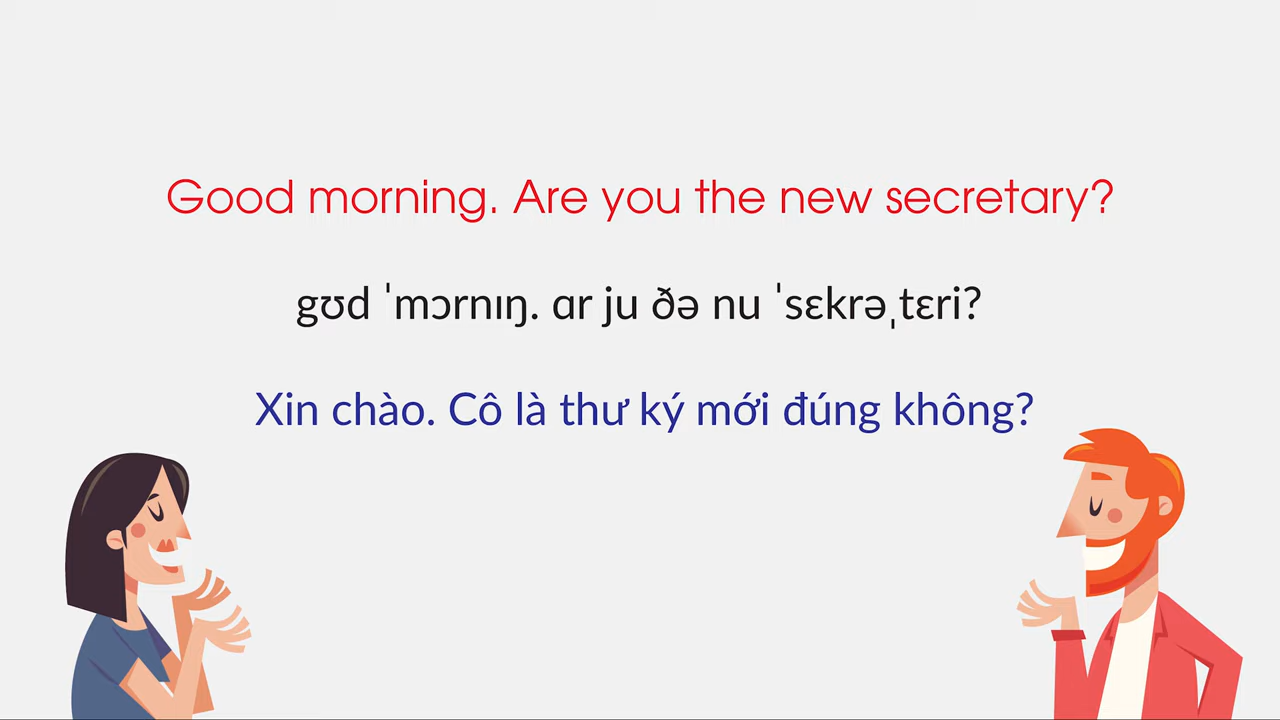 Good morning. Are you the new secretary?
gʊd ˈmɔrnɪŋ. ɑr ju ðə nu ˈsɛkrəˌtɛri?
Xin chào. Cô là thư ký mới đúng không?